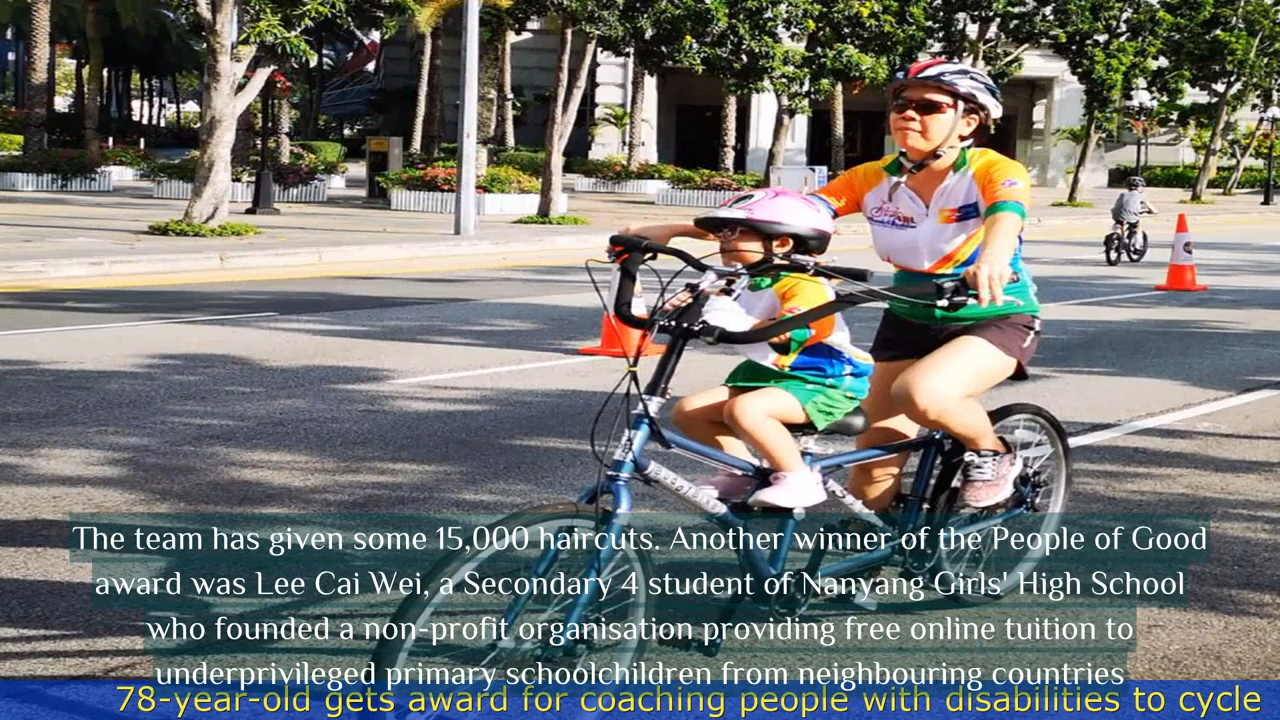 The team has given some 15,000 haircuts. Another winner of the People of Good
award was Lee Cai Wei, a Secondary 4 student of Nanyang Girls' High School
who founded a non-profit organisation providing free online tuition to
underprivileged primary schoolchildren from neighbouring countries
78-year-old gets award for coaching people with disabilities to cycle